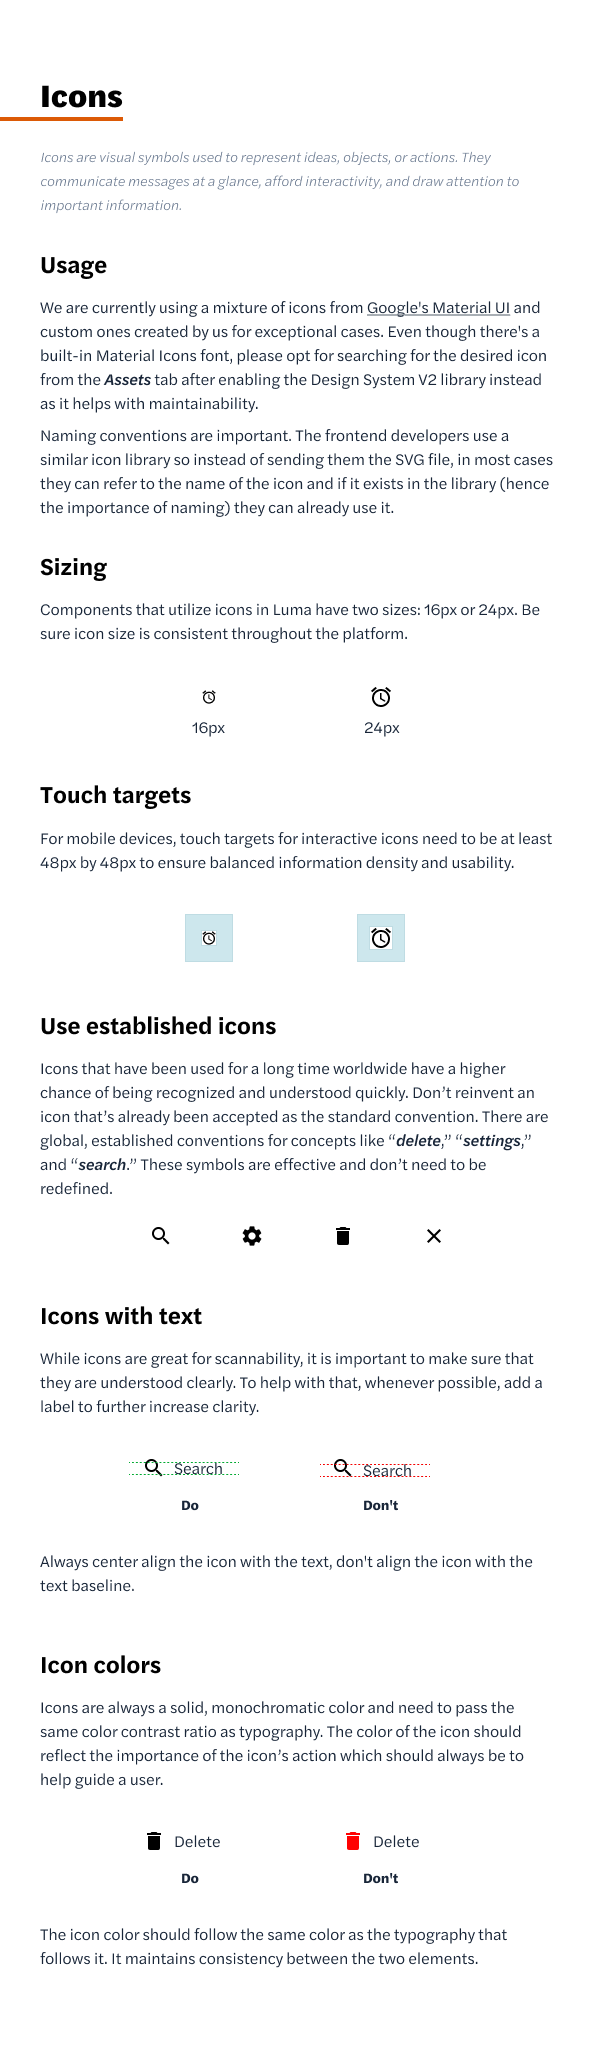 Icons
Icons are visual symbols used to represent ideas, objects, or actions. They
communicate messages at a glance, afford interactivity, and draw attention to
important information.
Usage
We are currently using a mixture of icons from Google's Material UI and
custom ones created by us for exceptional cases. Even though there's a
built-in Material Icons font, please opt for searching for the desired icon
from the Assets tab after enabling the Design System V2 library instead
as it helps with maintainability.
Naming conventions are important. The frontend developers use a
similar icon library so instead of sending them the SVG file, in most cases
they can refer to the name of the icon and if it exists in the library (hence
the importance of naming) they can already use it.
Sizing
Components that utilize icons in Luma have two sizes: 16px or 24px. Be
sure icon size is consistent throughout the platform.
16px 24px
Touch targets
For mobile devices, touch targets for interactive icons need to be at least
48px by 48px to ensure balanced information density and usability.
Use established icons
Icons that have been used for a long time worldwide have a higher
chance of being recognized and understood quickly. Don’t reinvent an
icon that’s already been accepted as the standard convention. There are
global, established conventions for concepts like “delete,” “settings,”
and “search.” These symbols are effective and don’t need to be
redefined.
Icons with text
While icons are great for scannability, it is important to make sure that
they are understood clearly. To help with that, whenever possible, add a
label to further increase clarity.
Search Search
Do Don't
Always center align the icon with the text, don't align the icon with the
text baseline.
Icon colors
Icons are always a solid, monochromatic color and need to pass the
same color contrast ratio as typography. The color of the icon should
reflect the importance of the icon’s action which should always be to
help guide a user.
Delete Delete
Do Don't
The icon color should follow the same color as the typography that
follows it. It maintains consistency between the two elements.